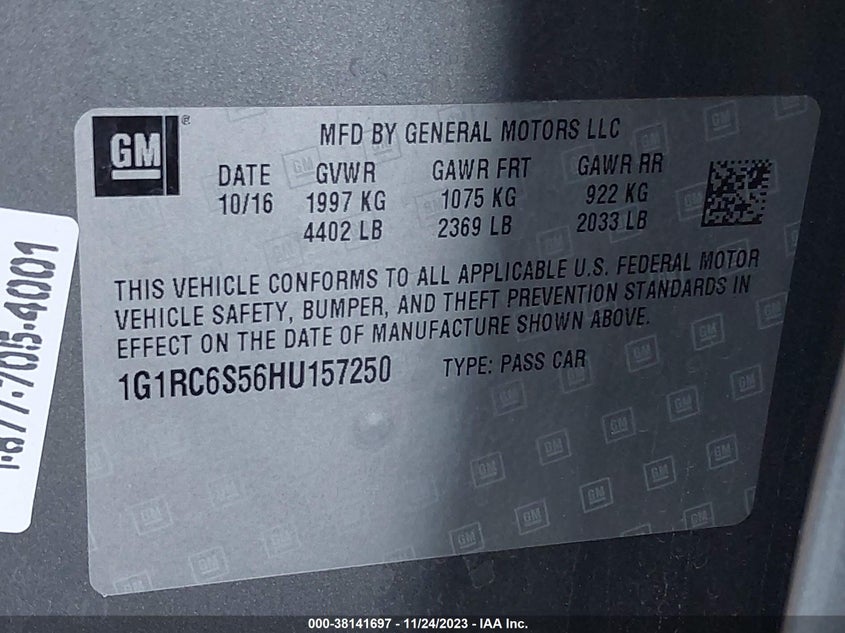 GM®
MFD BY GENERAL MOTORS LLC
DATE GVWR GAWR FRT GAWR RR
10/16 1997 KG 1075 KG 922 KG
4402 LB 2369 LB 2033 LB
THIS VEHICLE CONFORMS TO ALL APPLICABLE U.S. FEDERAL MOTOR
VEHICLE SAFETY, BUMPER, AND THEFT PREVENTION STANDARDS IN
EFFECT ON THE DATE OF MANUFACTURE SHOWN ABOVE.
1G1RC6S56HU157250 TYPE: PASS CAR
000-38141697 - 11/24/2023 - IAA Inc.